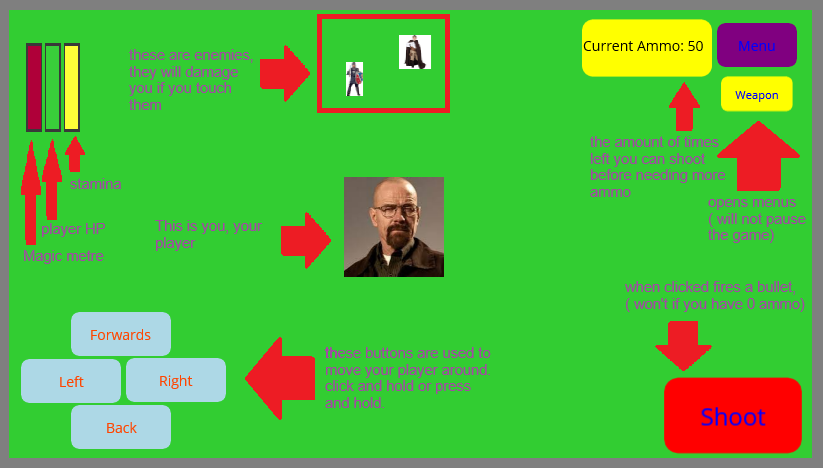 these are enemies,
they will damage
you if you touch
them
Current Ammo: 50
Menu
Weapon
the amount of times
left you can shoot
before needing more
ammo
opens menus
( will not pause
the game)
stamina
player HP
Magic metre
This is you, your
player
when clicked fires a bullet,
( won't if you have 0 ammo)
Forwards
Left
Right
Back
these buttons are used to
move your player around.
click and hold or press
and hold.
Shoot